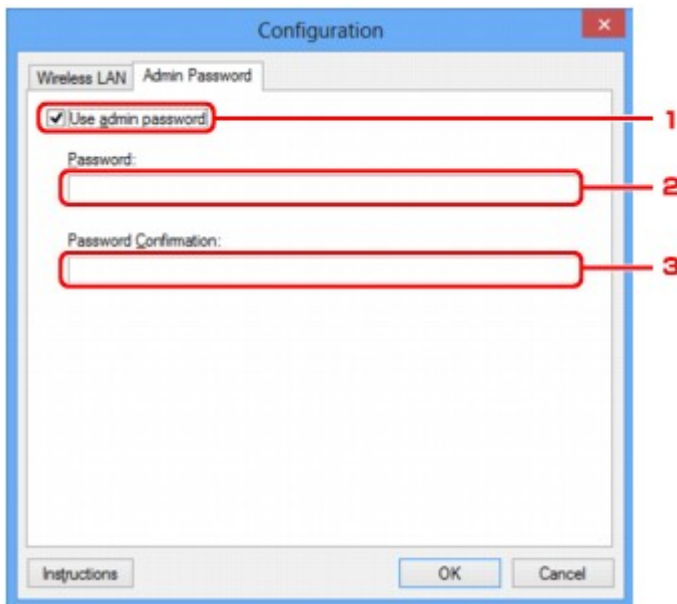 Configuration
Wireless LAN Admin Password
Use admin password 1
Password:
2
Password Confirmation:
3
Instructions OK Cancel